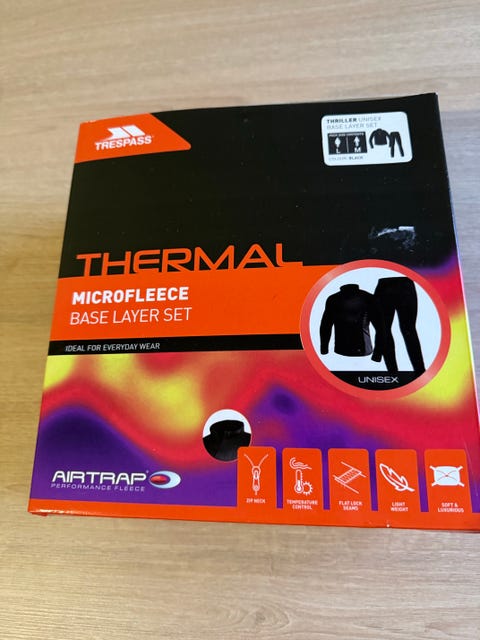 TRESPASS
THRILLER UNISEX
BASE LAYER SET
L
M
COLOUR: BLACK
THERMAL
MICROFLEECE
BASE LAYER SET
IDEAL FOR EVERYDAY WEAR
UNISEX
AIRTRAP®
PERFORMANCE FLEECE
ZIP NECK
TEMPERATURE
CONTROL
FLAT LOCK
SEAMS
LIGHT
WEIGHT
SOFT &
LUXURIOUS